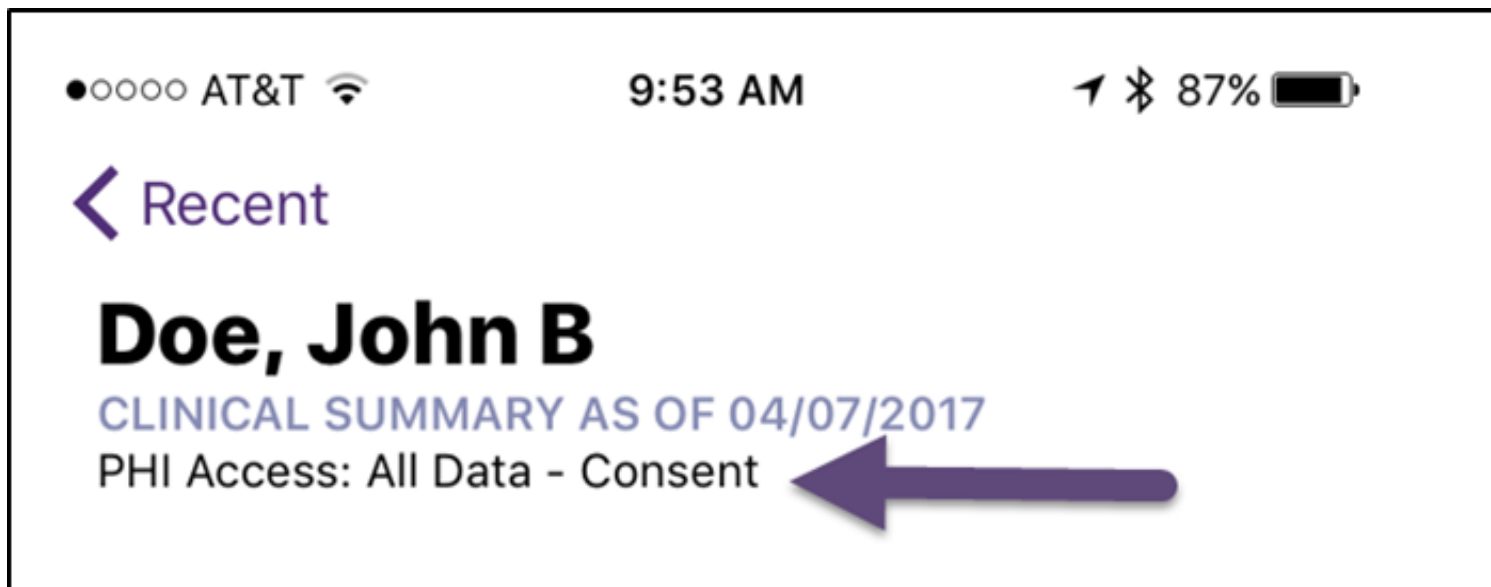 AT&T 9:53 AM 87%
Recent
Doe, John B
CLINICAL SUMMARY AS OF 04/07/2017
PHI Access: All Data - Consent